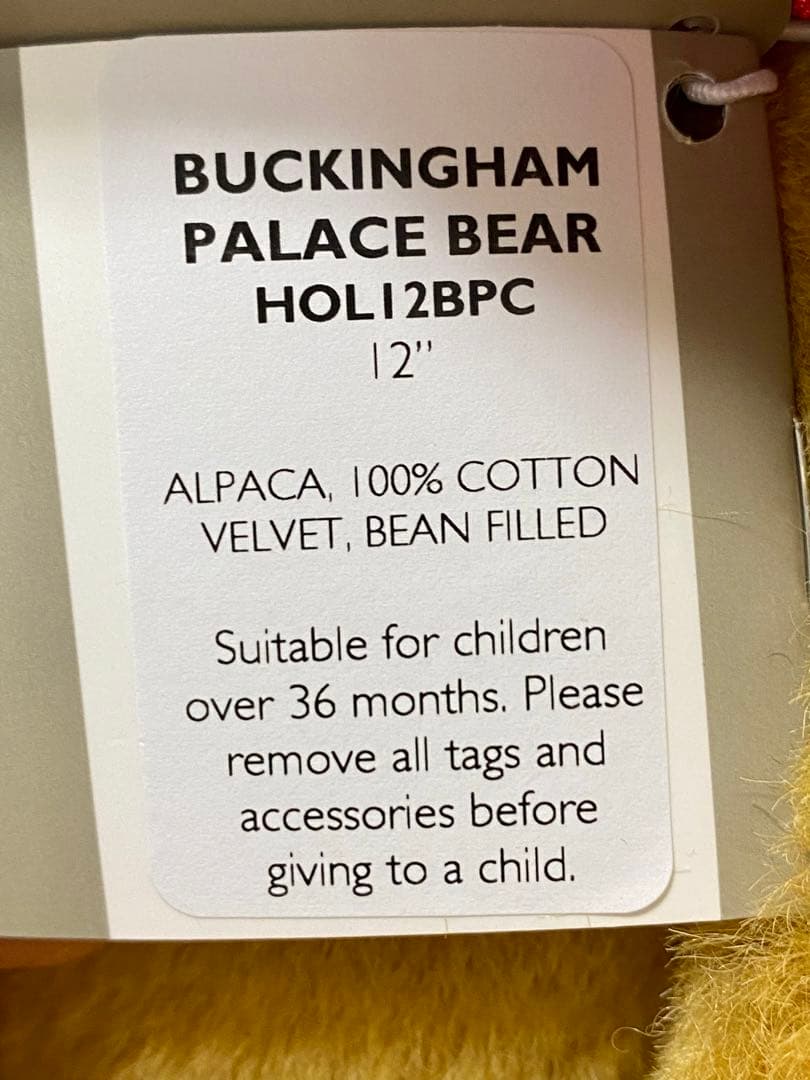 BUCKINGHAM
PALACE BEAR
HOL12BPC
12"
ALPACA, 100% COTTON
VELVET, BEAN FILLED
Suitable for children
over 36 months. Please
remove all tags and
accessories before
giving to a child.